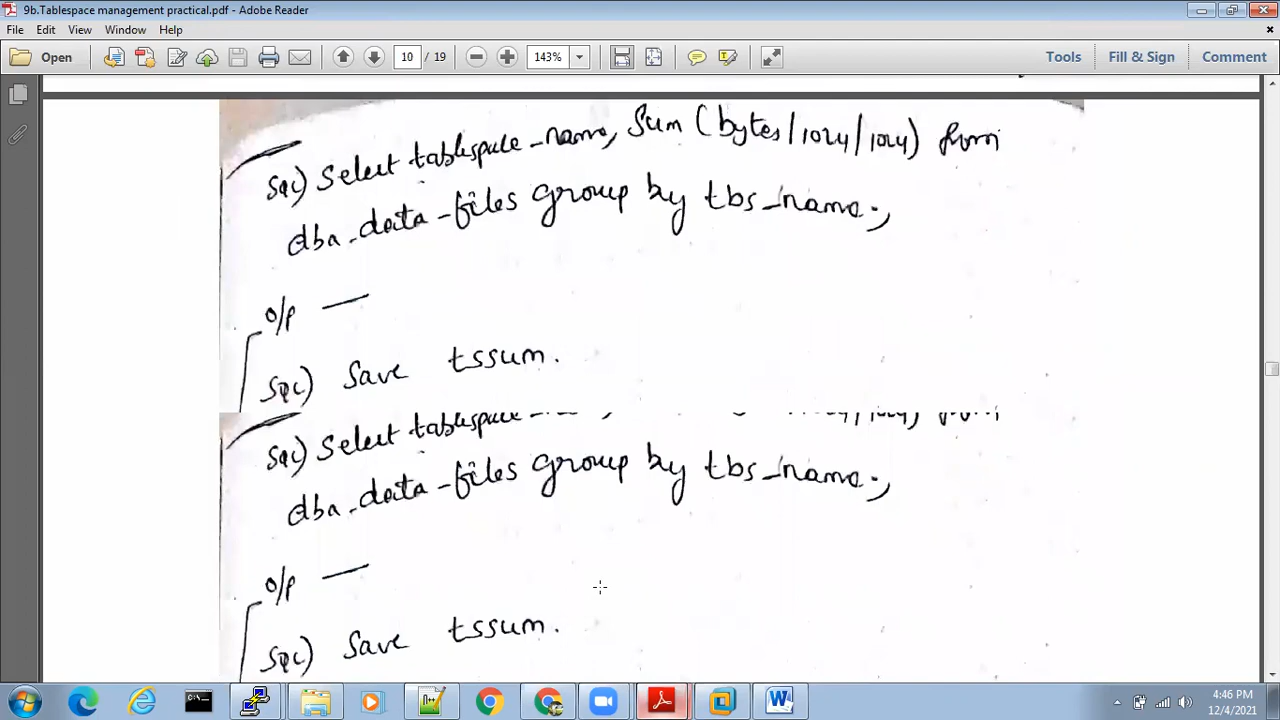 9b.Tablespace management practical.pdf - Adobe Reader
File Edit View Window Help
Open 10 / 19 143% Tools Fill & Sign Comment
SQL) Select tablespace_name, Sum (bytes/1024/1024) from
dba_data_files group by tbs_name;
O/P —
SQL) Save tssum.
SQL) Select tablespace
dba_data_files group by tbs_name;
O/P —
SQL) Save tssum.
4:46 PM
12/4/2021